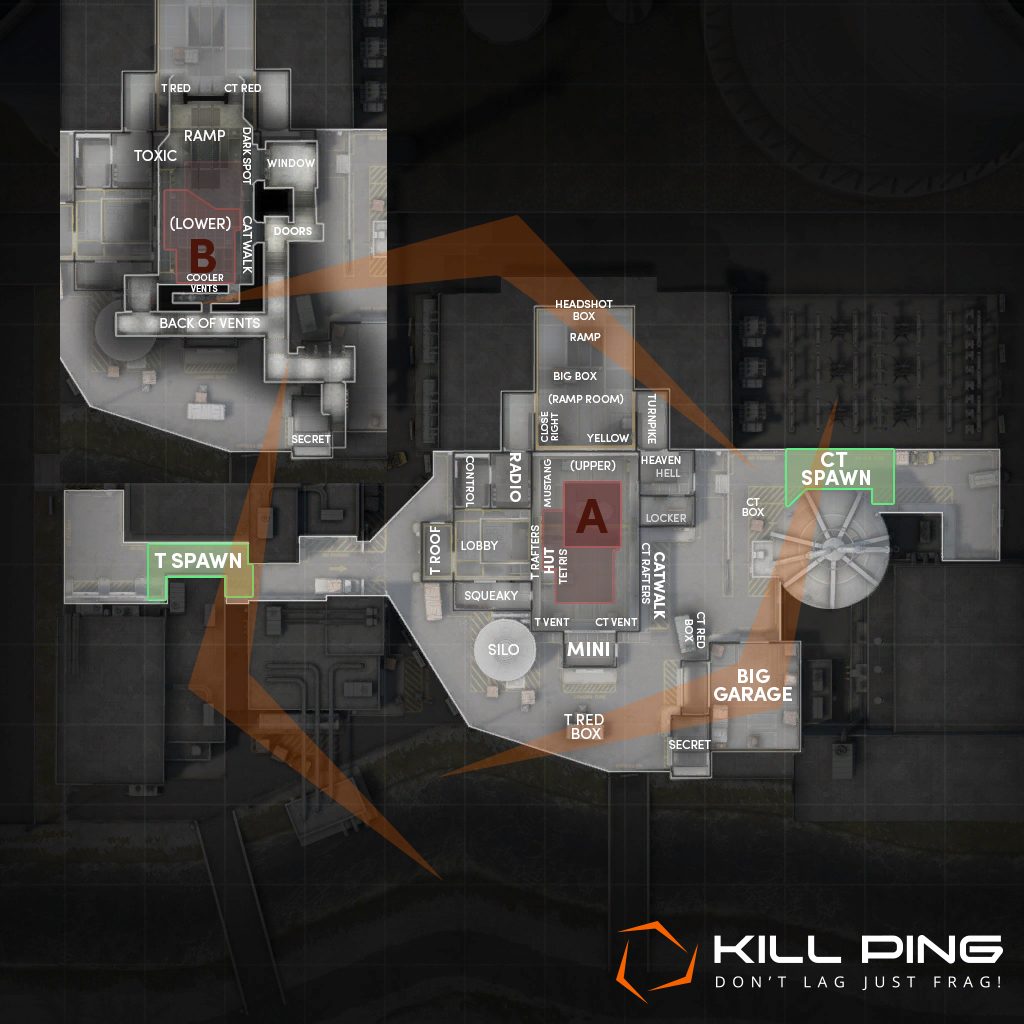 T RED
CT RED
RAMP
DARK SPOT
TOXIC
WINDOW
(LOWER)
CATWALK
DOORS
B
COOLER
VENTS
BACK OF VENTS
SECRET
HEADSHOT
BOX
RAMP
BIG BOX
(RAMP ROOM)
TURNPIKE
CLOSE
RIGHT
YELLOW
CONTROL
RADIO
MUSTANG
(UPPER)
HEAVEN
HELL
CT
SPAWN
A
LOCKER
CT
BOX
T ROOF
LOBBY
T RAFTERS
HUT
TETRIS
CT RAFTERS
CATWALK
T SPAWN
SQUEAKY
T VENT
CT VENT
CT RED
BOX
SILO
MINI
BIG
GARAGE
T RED
BOX
SECRET
KILL PING
DON'T LAG JUST FRAG!